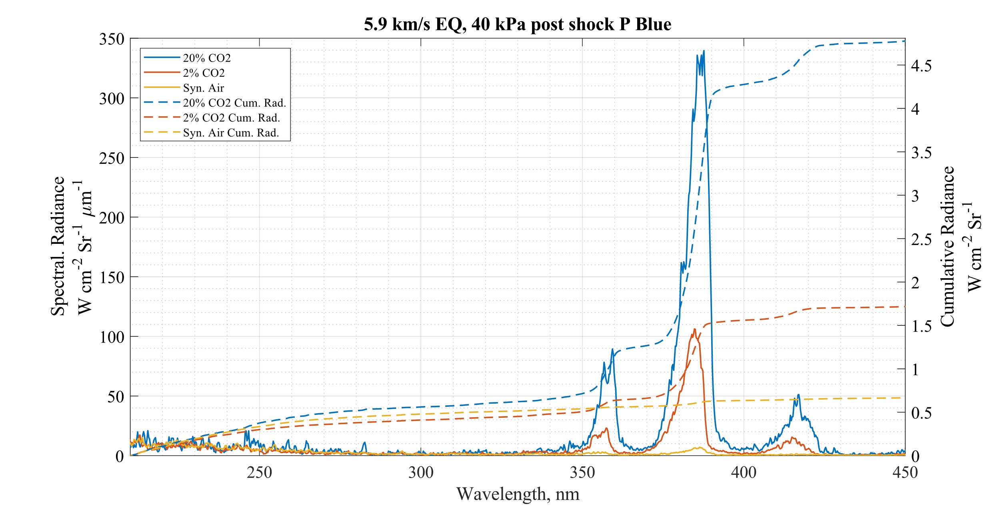 5.9 km/s EQ, 40 kPa post shock P Blue
350
300
250
200
150
100
50
0
4.5
4
3.5
3
2.5
2
1.5
1
0.5
0
20% CO2
2% CO2
Syn. Air
20% CO2 Cum. Rad.
2% CO2 Cum. Rad.
Syn. Air Cum. Rad.
Spectral. Radiance
W cm-2 Sr-1 μm-1
Cumulative Radiance
W cm-2 Sr-1
250
300
350
400
450
Wavelength, nm